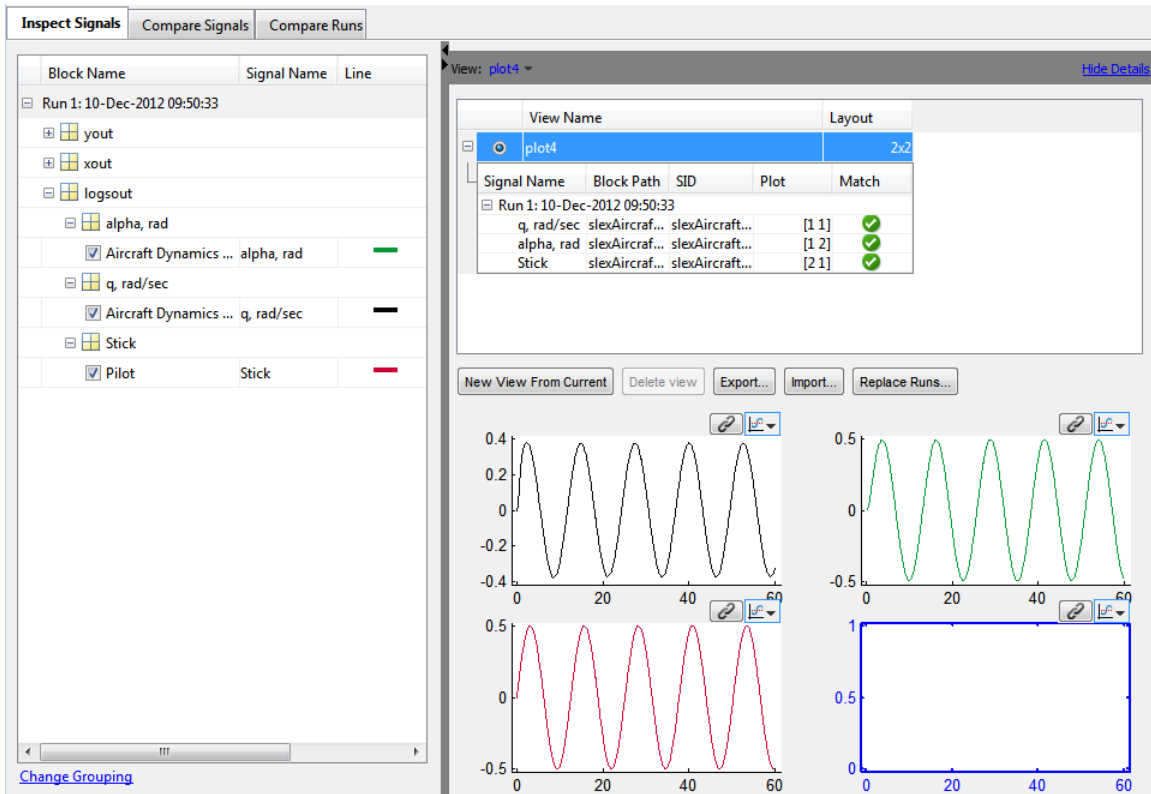 Inspect Signals Compare Signals Compare Runs
Block Name Signal Name Line
Run 1: 10-Dec-2012 09:50:33
yout
xout
logsout
alpha, rad
Aircraft Dynamics ... alpha, rad
q, rad/sec
Aircraft Dynamics ... q, rad/sec
Stick
Pilot Stick
Change Grouping
View: plot4 Hide Details
View Name Layout
plot4 2x2
Signal Name Block Path SID Plot Match
Run 1: 10-Dec-2012 09:50:33
q, rad/sec slexAircraf... slexAircraft... [1 1]
alpha, rad slexAircraf... slexAircraft... [1 2]
Stick slexAircraf... slexAircraft... [2 1]
New View From Current Delete view Export... Import... Replace Runs...
0.4
0.2
0
-0.2
-0.4
0 20 40 60
0.5
0
-0.5
0 20 40 60
0.5
0
-0.5
0 20 40 60
1
0.5
0
0 20 40 60